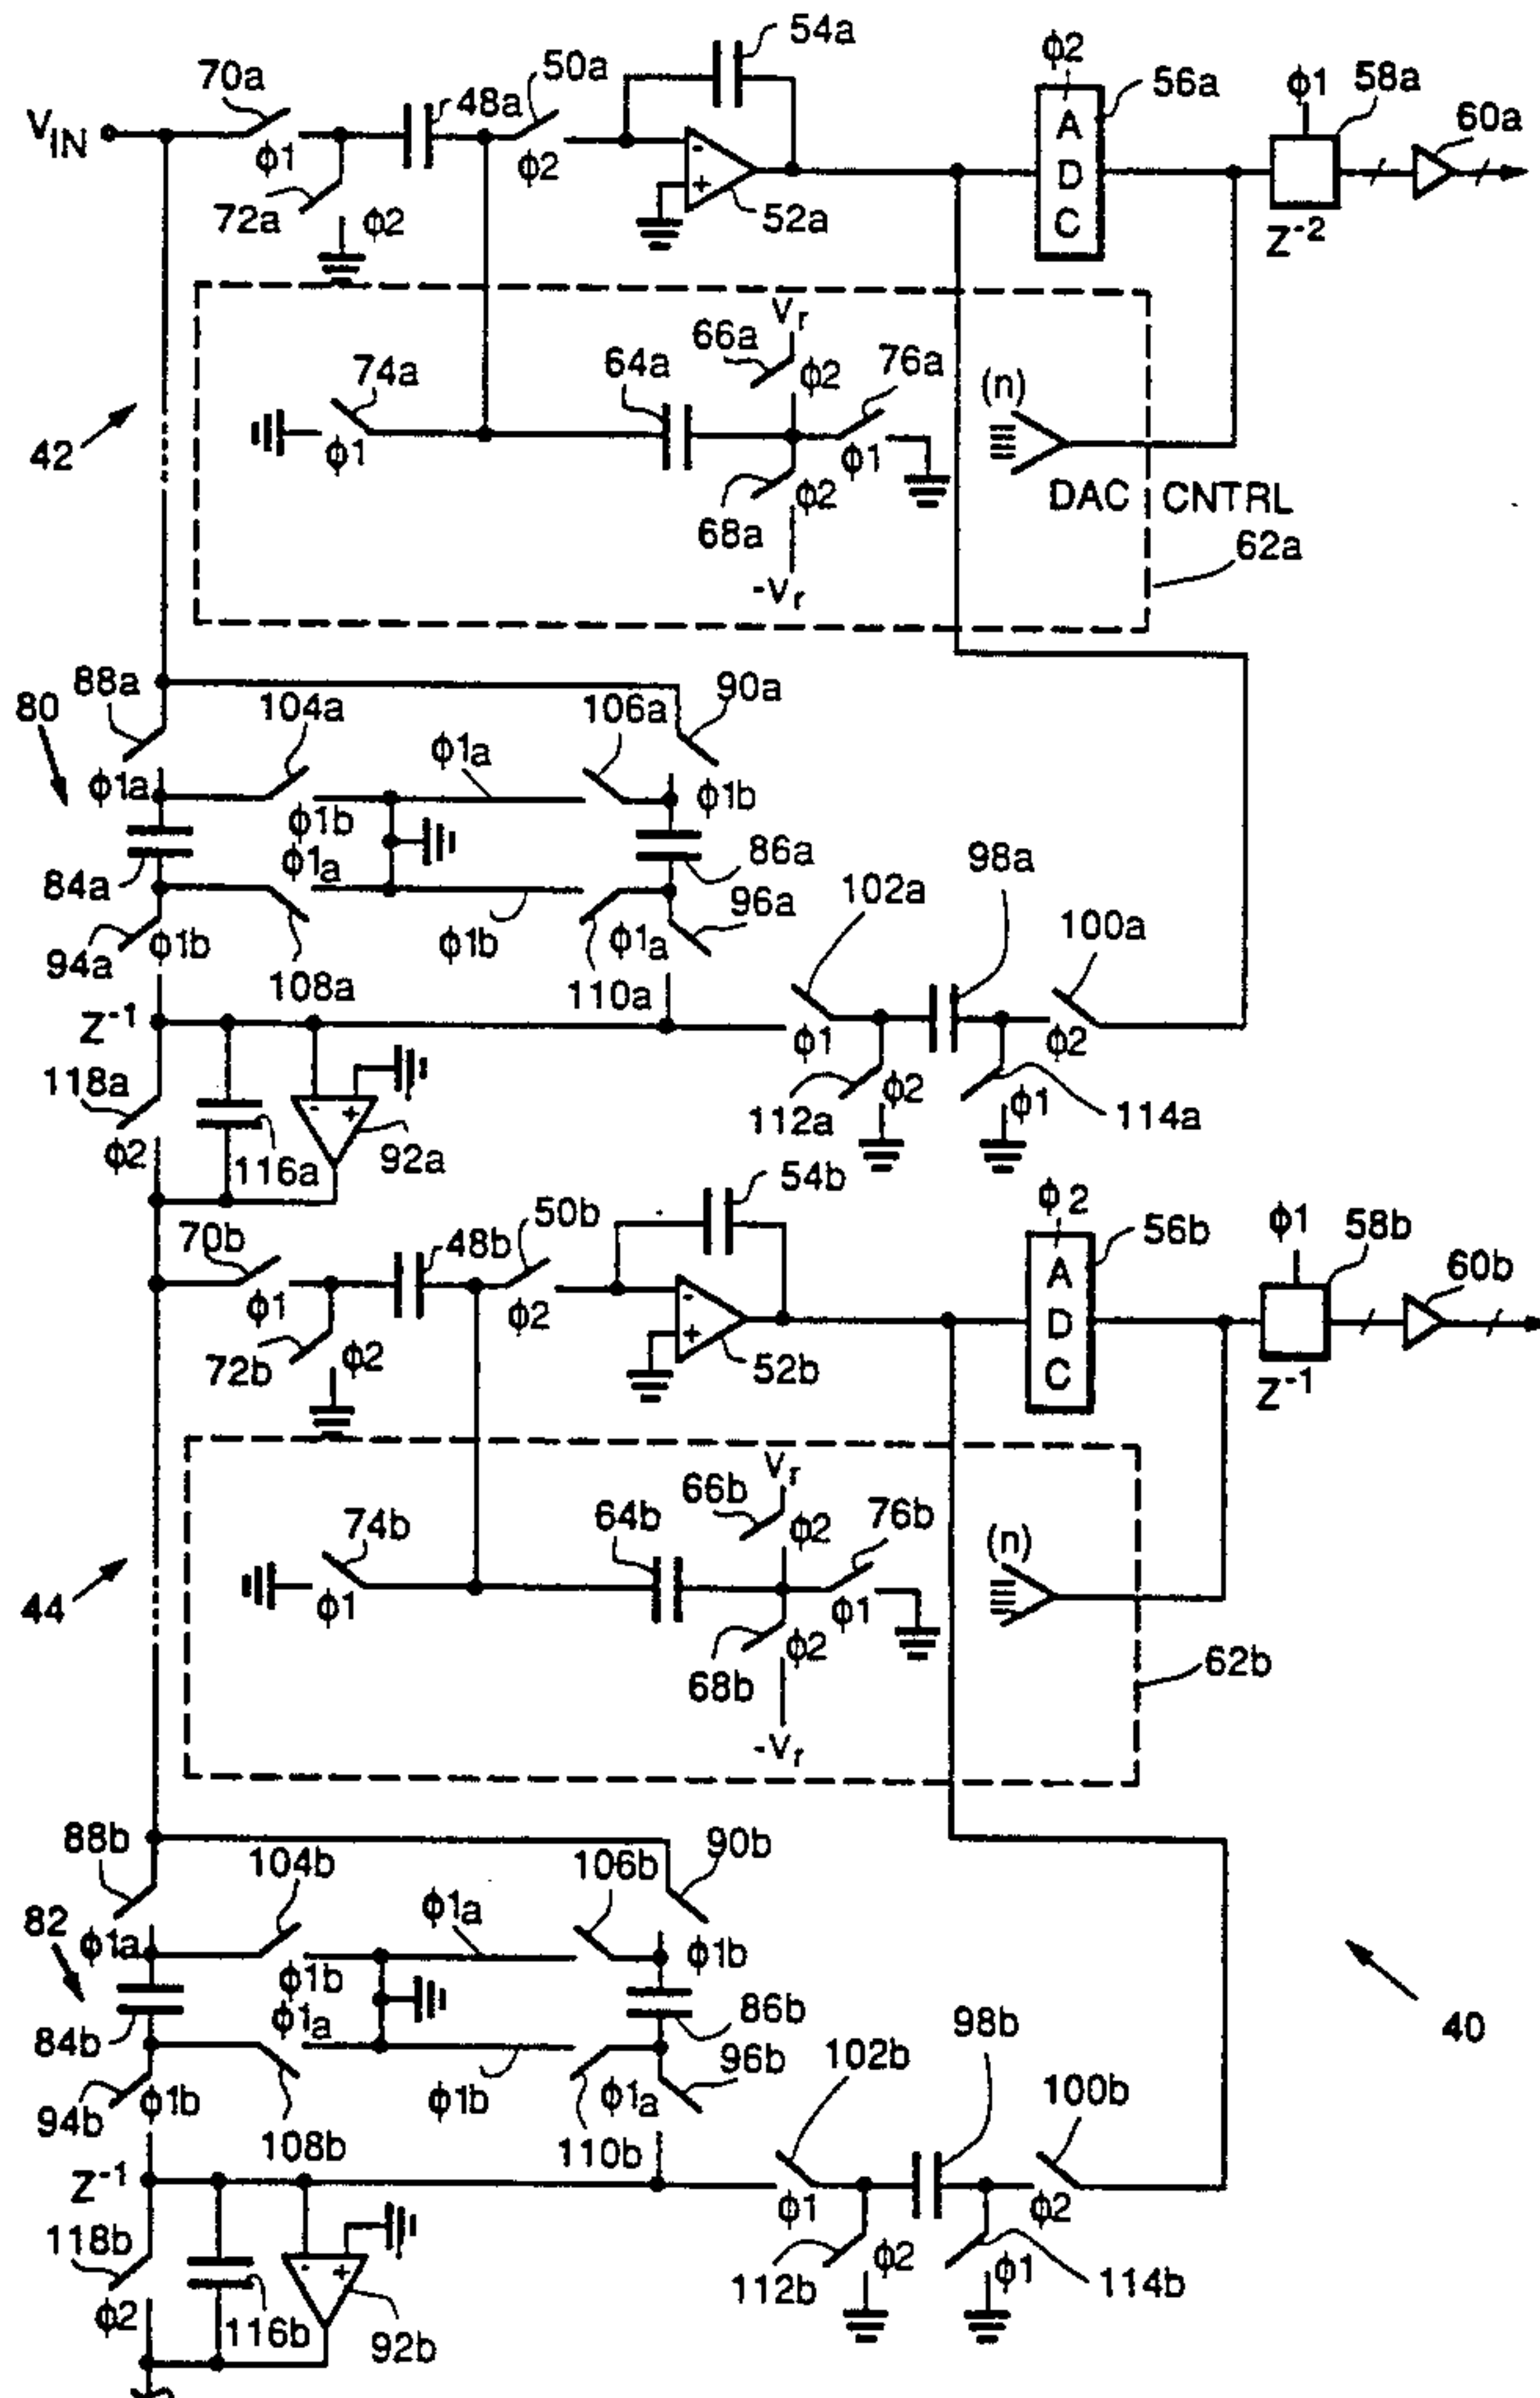 54a
70a
50a
ϕ2
56a
ϕ1
58a
60a
48a
V_IN
ϕ1
ϕ2
A
D
C
-
+
72a
ϕ2
52a
Z⁻²
V_r
66a
ϕ2
76a
64a
74a
(n)
42
ϕ1
ϕ1
ϕ2
DAC CNTRL
68a
62a
-V_r
88a
104a
106a
90a
80
ϕ1a
ϕ1a
ϕ1b
ϕ1b
ϕ1a
84a
86a
98a
102a
96a
100a
94a
ϕ1b
ϕ1b
ϕ1a
108a
110a
Z⁻¹
ϕ1
ϕ2
118a
ϕ2
ϕ1
- +
112a
114a
ϕ2
116a
92a
54b
50b
ϕ2
56b
ϕ1
58b
70b
48b
60b
ϕ1
ϕ2
A
D
C
-
+
72b
ϕ2
52b
Z⁻¹
V_r
66b
ϕ2
76b
74b
64b
(n)
44
ϕ1
ϕ1
ϕ2
68b
62b
-V_r
88b
104b
106b
90b
82
ϕ1a
ϕ1a
ϕ1b
ϕ1b
ϕ1a
84b
86b
98b
40
102b
96b
100b
94b
ϕ1b
ϕ1b
ϕ1a
108b
110b
Z⁻¹
ϕ1
ϕ2
118b
ϕ2
ϕ1
- +
112b
114b
ϕ2
116b
92b